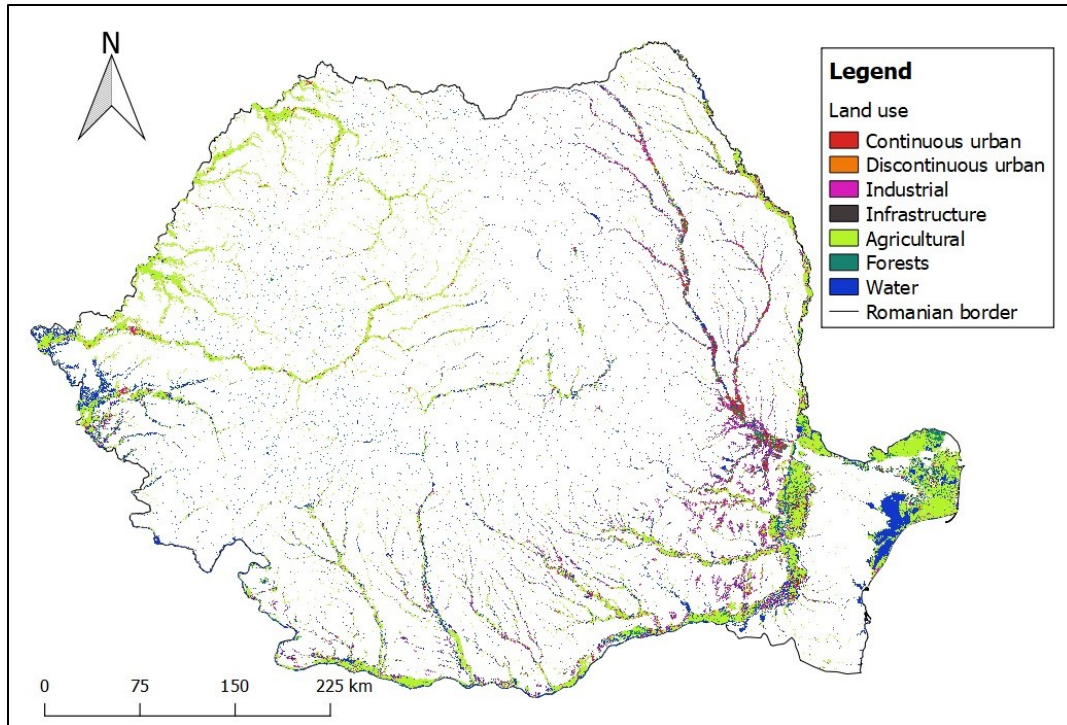 N
Legend
Land use
Continuous urban
Discontinuous urban
Industrial
Infrastructure
Agricultural
Forests
Water
Romanian border
0 75 150 225 km